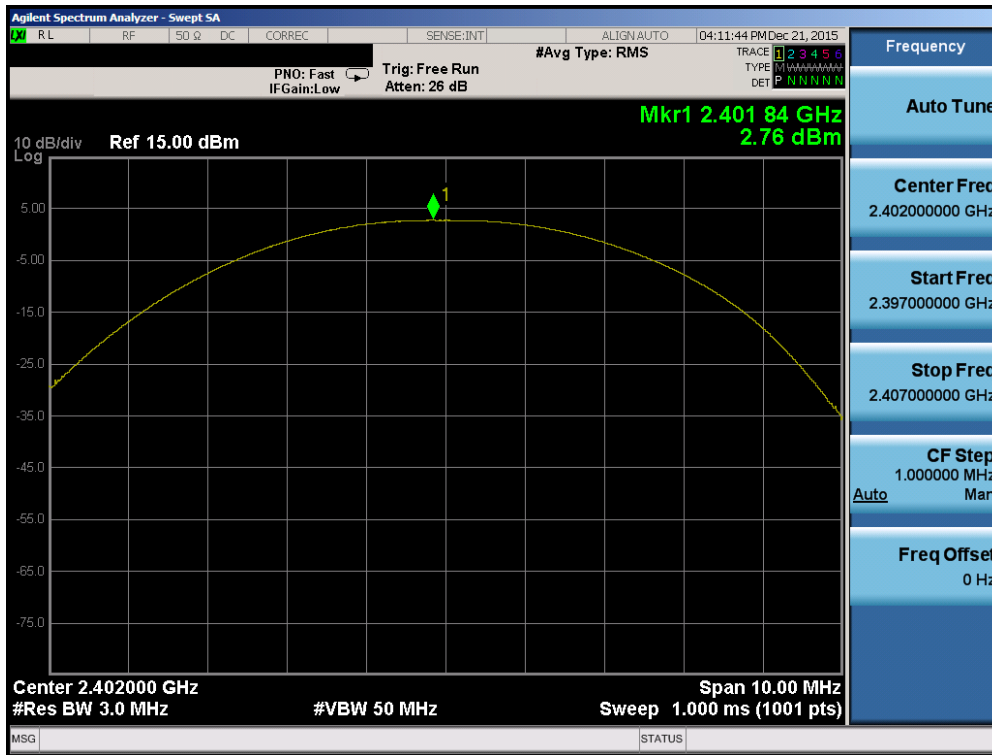 Agilent Spectrum Analyzer - Swept SA
LXI RL RF 50 Ω DC CORREC SENSE:INT ALIGN AUTO 04:11:44 PM Dec 21, 2015
#Avg Type: RMS TRACE 1 2 3 4 5 6
PNO: Fast Trig: Free Run TYPE M WWWWW
IFGain:Low Atten: 26 dB DET P N N N N N
Mkr1 2.401 84 GHz
2.76 dBm
10 dB/div Ref 15.00 dBm
Log
1
5.00
-5.00
-15.0
-25.0
-35.0
-45.0
-55.0
-65.0
-75.0
Center 2.402000 GHz Span 10.00 MHz
#Res BW 3.0 MHz #VBW 50 MHz Sweep 1.000 ms (1001 pts)
MSG STATUS
Frequency
Auto Tune
Center Freq
2.402000000 GHz
Start Freq
2.397000000 GHz
Stop Freq
2.407000000 GHz
CF Step
1.000000 MHz
Auto Man
Freq Offset
0 Hz